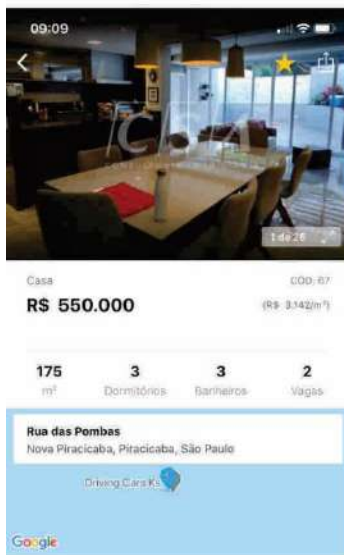 09:09
CSA
1 de 26
Casa
COD: 67
R$ 550.000
(R$ 3.142/m²)
175
3
3
2
m²
Dormitórios
Banheiros
Vagas
Rua das Pombas
Nova Piracicaba, Piracicaba, São Paulo
Driving Cars Ks
Google